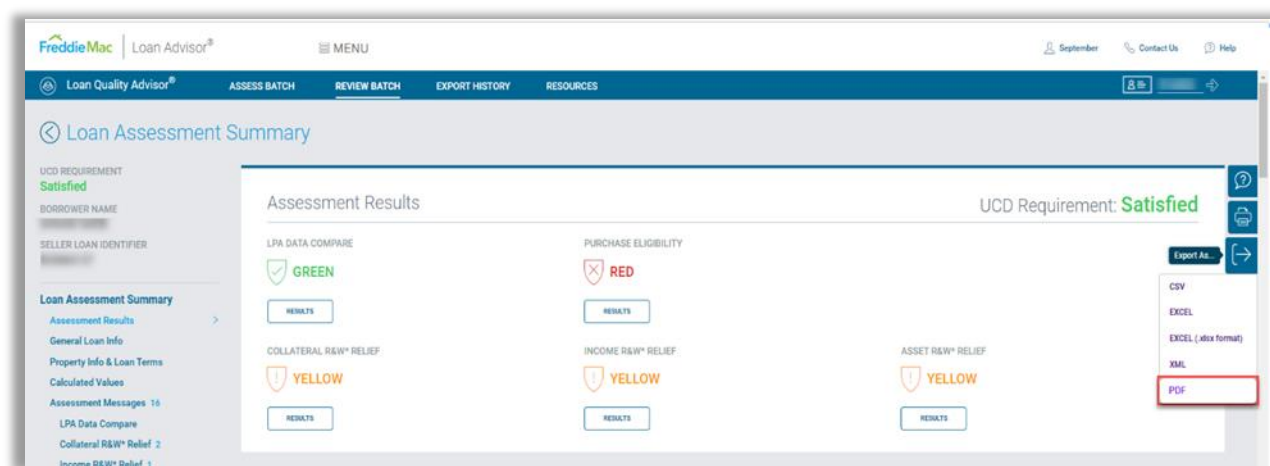 FreddieMac Loan Advisor® MENU September Contact Us Help
Loan Quality Advisor® ASSESS BATCH REVIEW BATCH EXPORT HISTORY RESOURCES
Loan Assessment Summary
UCD REQUIREMENT
Satisfied
BORROWER NAME
SELLER LOAN IDENTIFIER
Loan Assessment Summary
Assessment Results
General Loan Info
Property Info & Loan Terms
Calculated Values
Assessment Messages 16
LPA Data Compare
Collateral R&W* Relief 2
Income R&W* Relief 1
Assessment Results UCD Requirement: Satisfied
LPA DATA COMPARE PURCHASE ELIGIBILITY
GREEN RED
RESULTS RESULTS
COLLATERAL R&W* RELIEF INCOME R&W* RELIEF ASSET R&W* RELIEF
YELLOW YELLOW YELLOW
RESULTS RESULTS RESULTS
Export As...
CSV
EXCEL
EXCEL (.xlsx format)
XML
PDF